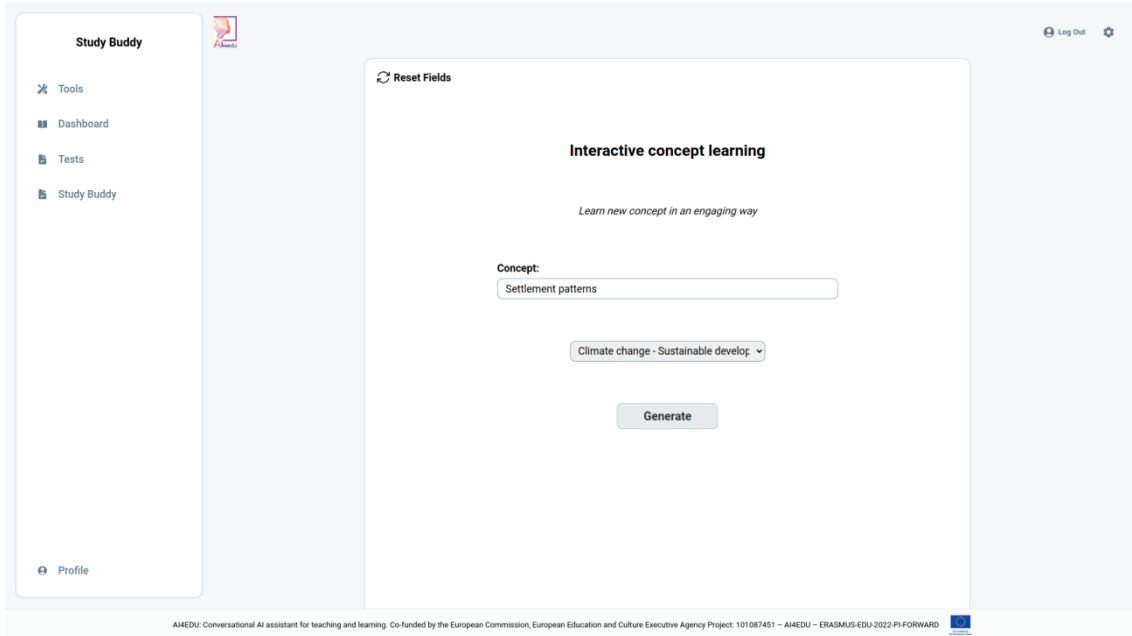 Study Buddy
AI4edu
Log Out
Tools
Dashboard
Tests
Study Buddy
Profile
Reset Fields
Interactive concept learning
Learn new concept in an engaging way
Concept:
Settlement patterns
Climate change - Sustainable develop
Generate
AI4EDU: Conversational AI assistant for teaching and learning. Co-funded by the European Commission, European Education and Culture Executive Agency Project: 101087451 – AI4EDU – ERASMUS-EDU-2022-PI-FORWARD